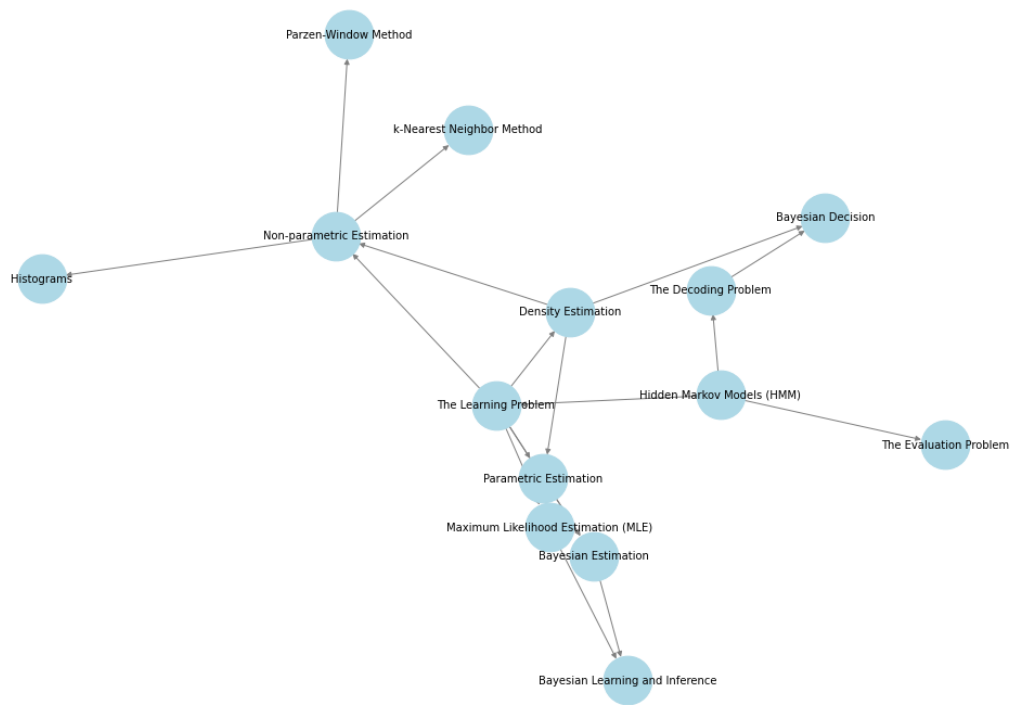 Parzen-Window Method
k-Nearest Neighbor Method
Bayesian Decision
Non-parametric Estimation
Histograms
The Decoding Problem
Density Estimation
Hidden Markov Models (HMM)
The Learning Problem
The Evaluation Problem
Parametric Estimation
Maximum Likelihood Estimation (MLE)
Bayesian Estimation
Bayesian Learning and Inference